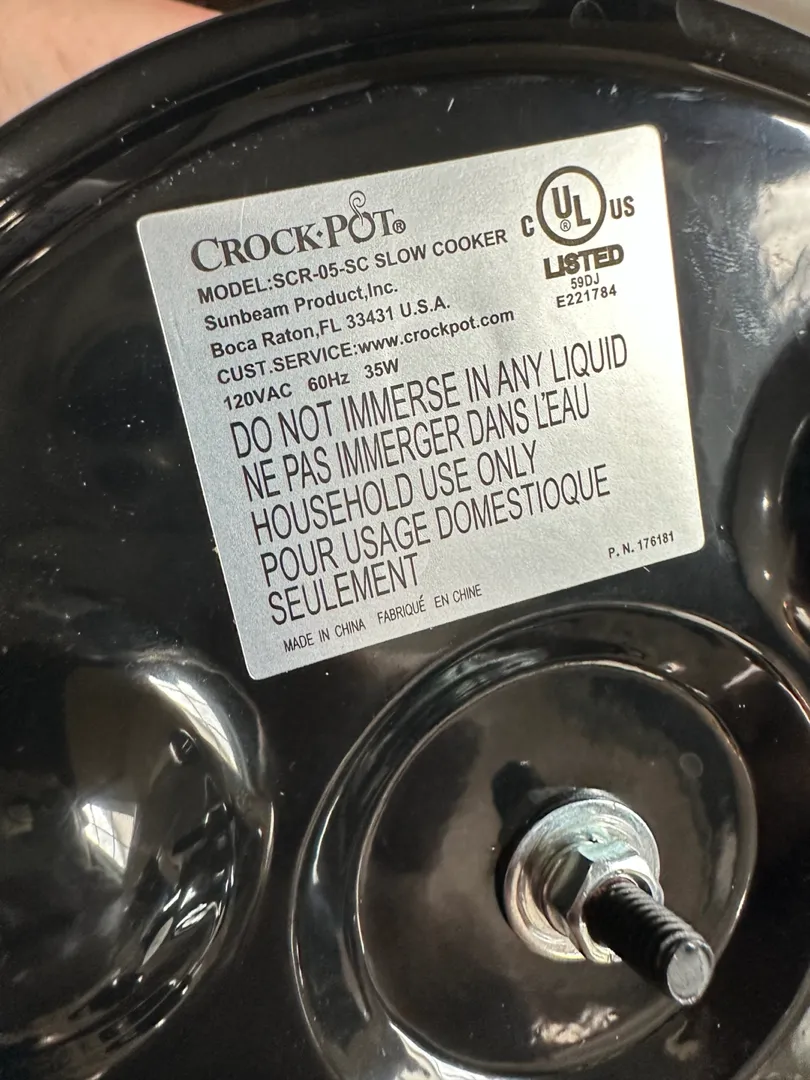 CROCK·POT®
MODEL:SCR-05-SC SLOW COOKER
Sunbeam Product,Inc.
Boca Raton,FL 33431 U.S.A.
CUST.SERVICE:www.crockpot.com
120VAC 60Hz 35W
C UL® US
LISTED
59DJ
E221784
DO NOT IMMERSE IN ANY LIQUID
NE PAS IMMERGER DANS L'EAU
HOUSEHOLD USE ONLY
POUR USAGE DOMESTIOQUE
SEULEMENT
P. N. 176181
MADE IN CHINA FABRIQUÉ EN CHINE